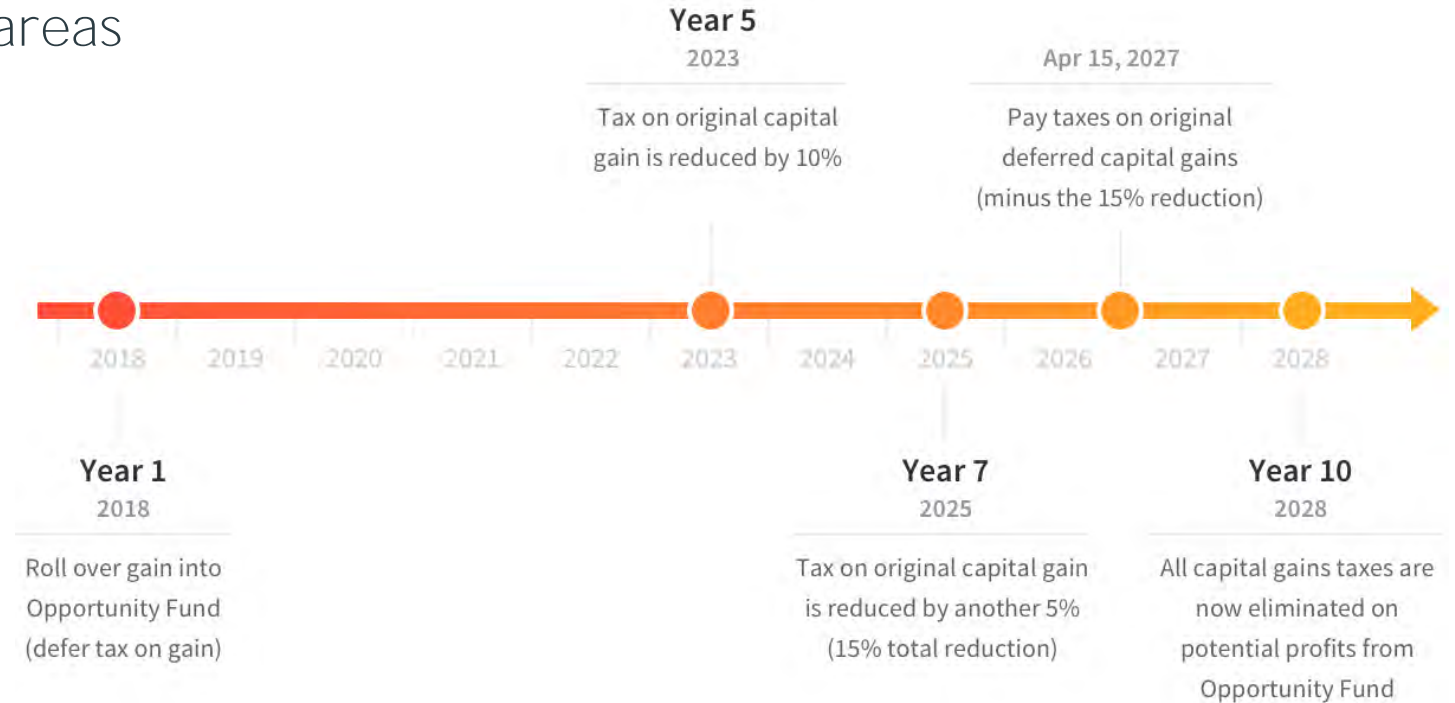 areas
Year 5
2023
Tax on original capital
gain is reduced by 10%
Apr 15, 2027
Pay taxes on original
deferred capital gains
(minus the 15% reduction)
2018 2019 2020 2021 2022 2023 2024 2025 2026 2027 2028
Year 1
2018
Roll over gain into
Opportunity Fund
(defer tax on gain)
Year 7
2025
Tax on original capital gain
is reduced by another 5%
(15% total reduction)
Year 10
2028
All capital gains taxes are
now eliminated on
potential profits from
Opportunity Fund